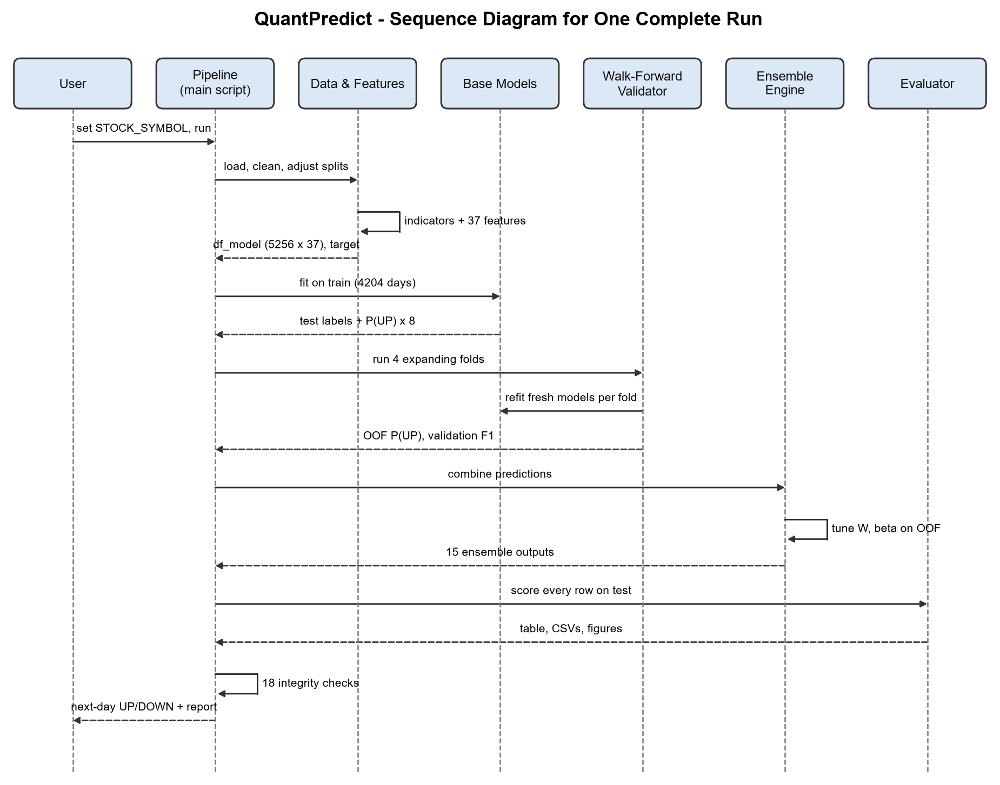 QuantPredict - Sequence Diagram for One Complete Run
User
Pipeline
(main script)
Data & Features
Base Models
Walk-Forward
Validator
Ensemble
Engine
Evaluator
set STOCK_SYMBOL, run
load, clean, adjust splits
indicators + 37 features
df_model (5256 x 37), target
fit on train (4204 days)
test labels + P(UP) x 8
run 4 expanding folds
refit fresh models per fold
OOF P(UP), validation F1
combine predictions
tune W, beta on OOF
15 ensemble outputs
score every row on test
table, CSVs, figures
18 integrity checks
next-day UP/DOWN + report